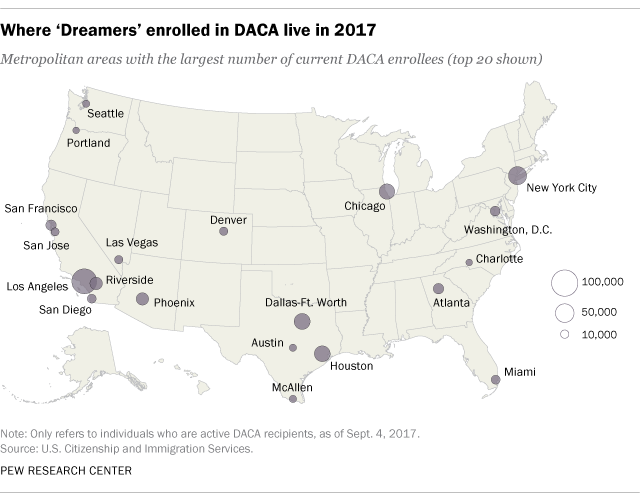 Where ‘Dreamers’ enrolled in DACA live in 2017
Metropolitan areas with the largest number of current DACA enrollees (top 20 shown)
Seattle
Portland
New York City
Chicago
San Francisco
Denver
Washington, D.C.
San Jose
Las Vegas
Charlotte
Los Angeles
Riverside
100,000
San Diego
Phoenix
Dallas-Ft. Worth
Atlanta
50,000
10,000
Austin
Houston
Miami
McAllen
Note: Only refers to individuals who are active DACA recipients, as of Sept. 4, 2017.
Source: U.S. Citizenship and Immigration Services.
PEW RESEARCH CENTER